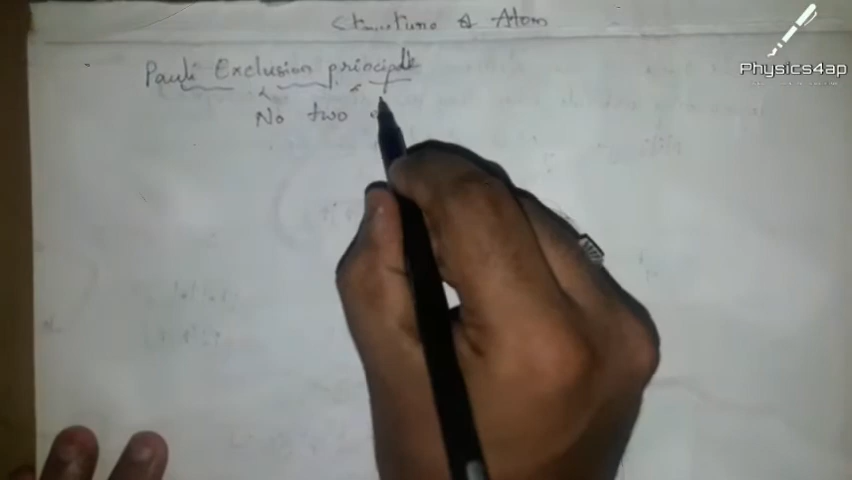 Structure of Atom
Physics4ap
Pauli Exclusion principle
No two